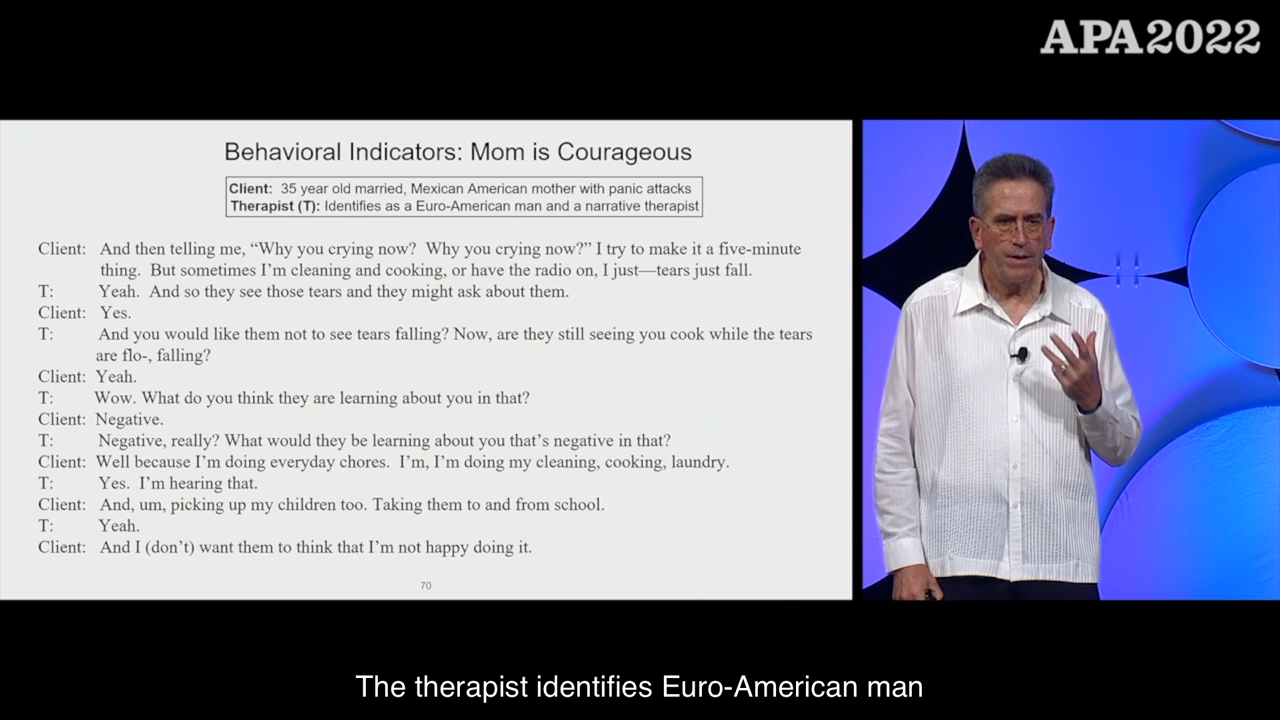 APA2022
Behavioral Indicators: Mom is Courageous
Client: 35 year old married, Mexican American mother with panic attacks
Therapist (T): Identifies as a Euro-American man and a narrative therapist
Client: And then telling me, “Why you crying now? Why you crying now?” I try to make it a five-minute
thing. But sometimes I’m cleaning and cooking, or have the radio on, I just—tears just fall.
T: Yeah. And so they see those tears and they might ask about them.
Client: Yes.
T: And you would like them not to see tears falling? Now, are they still seeing you cook while the tears
are flo-, falling?
Client: Yeah.
T: Wow. What do you think they are learning about you in that?
Client: Negative.
T: Negative, really? What would they be learning about you that’s negative in that?
Client: Well because I’m doing everyday chores. I’m, I’m doing my cleaning, cooking, laundry.
T: Yes. I’m hearing that.
Client: And, um, picking up my children too. Taking them to and from school.
T: Yeah.
Client: And I (don’t) want them to think that I’m not happy doing it.
70
The therapist identifies Euro-American man